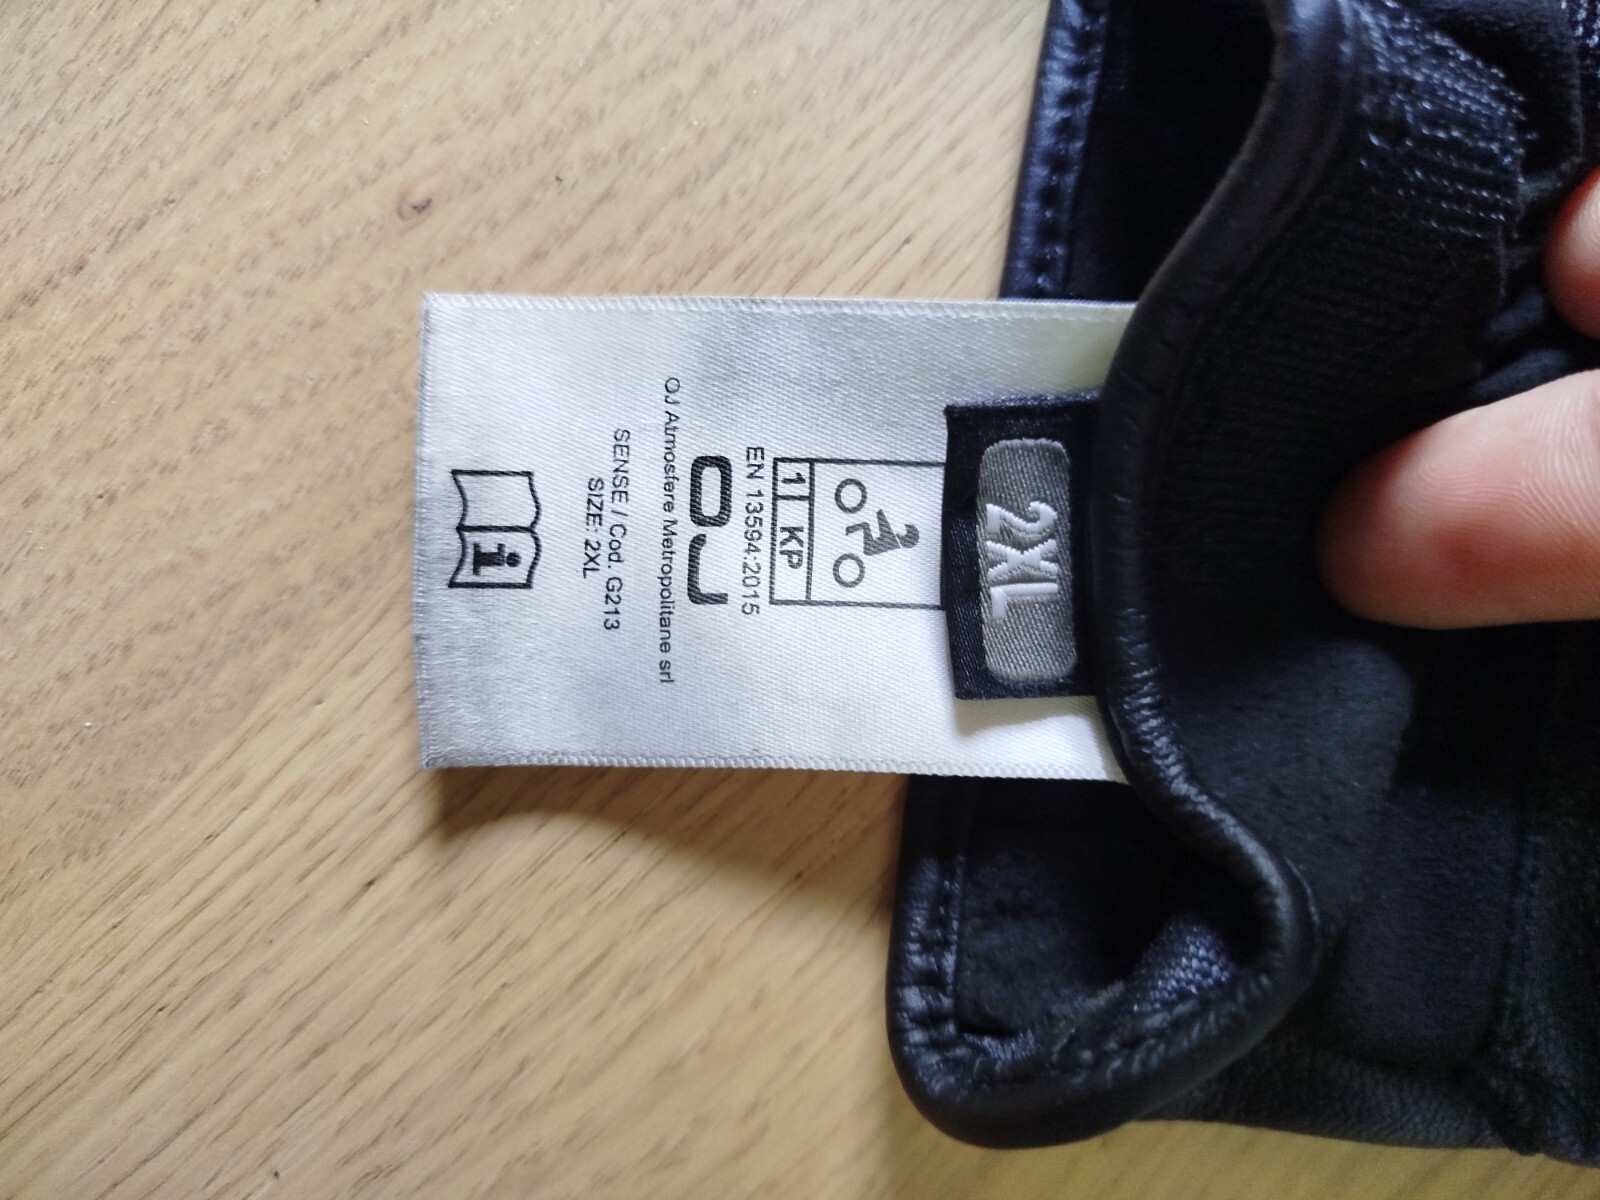 2XL
1 KP
EN 13594:2015
OJ
OJ Atmosfere Metropolitane srl
SENSE / Cod. G213
SIZE: 2XL
i